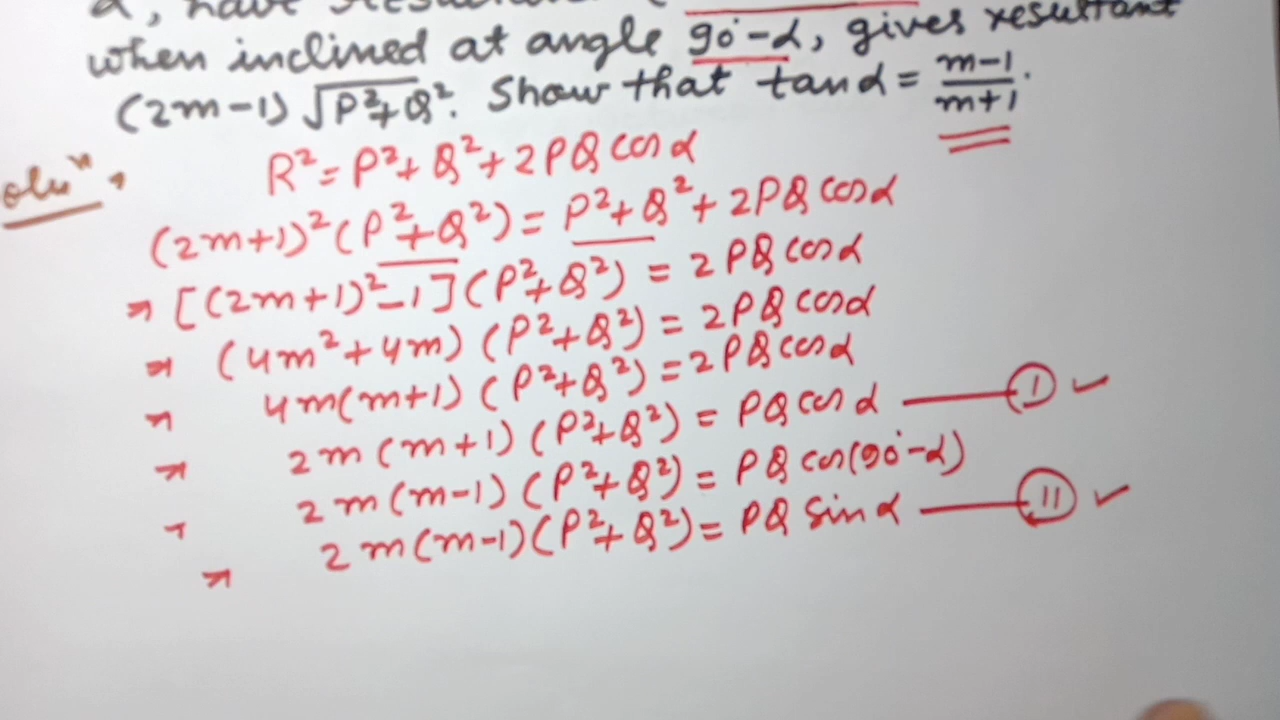 α, have
when inclined at angle 90°-α, gives resultant
(2m-1) √P²+Q². Show that tanα = m-1/m+1.
olu^n,
R² = P² + Q² + 2PQ cosα
(2m+1)² (P²+Q²) = P²+Q² + 2PQ cosα
⇒ [(2m+1)²-1] (P²+Q²) = 2PQ cosα
⇒ (4m²+4m) (P²+Q²) = 2PQ cosα
⇒ 4m(m+1) (P²+Q²) = 2PQ cosα
⇒ 2m(m+1) (P²+Q²) = PQ cosα —— I ✓
⇒ 2m(m-1) (P²+Q²) = PQ cos(90°-α)
⇒ 2m(m-1) (P²+Q²) = PQ sinα —— II ✓